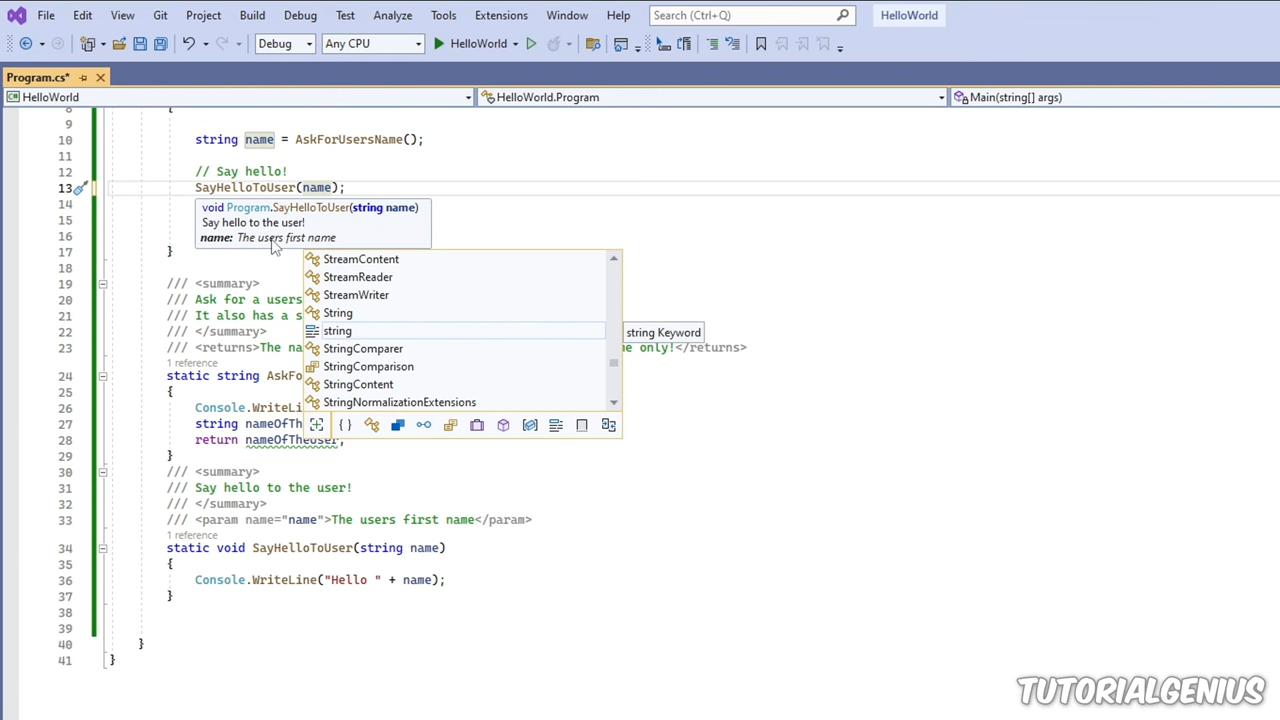 File Edit View Git Project Build Debug Test Analyze Tools Extensions Window Help Search (Ctrl+Q) HelloWorld
Debug Any CPU HelloWorld
Program.cs*
HelloWorld HelloWorld.Program Main(string[] args)
8 {
9
10 string name = AskForUsersName();
11
12 // Say hello!
13 SayHelloToUser(name);
14 void Program.SayHelloToUser(string name)
15 Say hello to the user!
16 name: The users first name
17 }
StreamContent
StreamReader
StreamWriter
String
string string Keyword
StringComparer
StringComparison
StringContent
StringNormalizationExtensions
18
19 /// <summary>
20 /// Ask for a users
21 /// It also has a s
22 /// </summary>
23 /// <returns>The na e only!</returns>
1 reference
24 static string AskFo
25 {
26 Console.WriteLi
27 string nameOfTh
28 return nameOfTheUser;
29 }
30 /// <summary>
31 /// Say hello to the user!
32 /// </summary>
33 /// <param name="name">The users first name</param>
1 reference
34 static void SayHelloToUser(string name)
35 {
36 Console.WriteLine("Hello " + name);
37 }
38
39
40 }
41 }
TUTORIALGENIUS